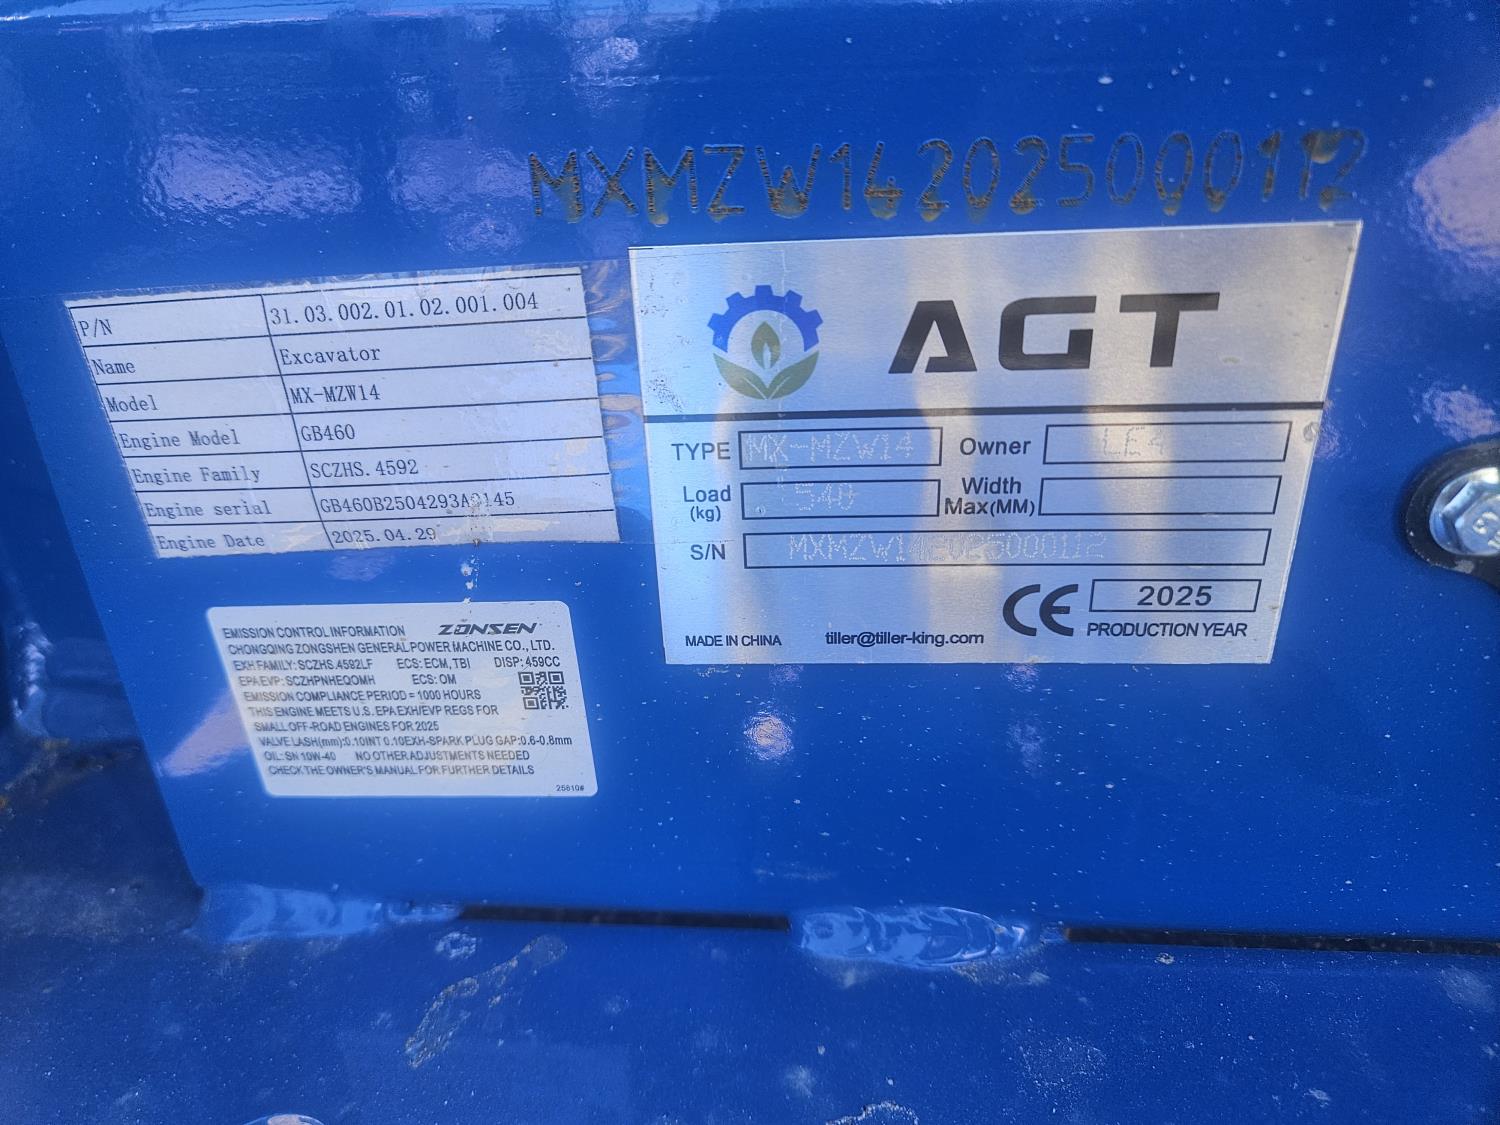 MXMZW142025000112
P/N 31.03.002.01.02.001.004
Name Excavator
Model MX-MZW14
Engine Model GB460
Engine Family SCZHS.4592
Engine serial GB460B2504293A0145
Engine Date 2025.04.29
AGT
TYPE MX-MZW14 Owner LE4
Load (kg) 540 Width Max(MM)
S/N MXMZW142025000112
CE 2025
MADE IN CHINA tiller@tiller-king.com PRODUCTION YEAR
EMISSION CONTROL INFORMATION ZONSEN
CHONGQING ZONGSHEN GENERAL POWER MACHINE CO., LTD.
EXH FAMILY: SCZHS.4592LF ECS: ECM, TBI DISP: 459CC
EPA EVP: SCZHPNHEQOMH ECS: OM
EMISSION COMPLIANCE PERIOD = 1000 HOURS
THIS ENGINE MEETS U.S. EPA EXH/EVP REGS FOR
SMALL OFF-ROAD ENGINES FOR 2025
VALVE LASH(mm):0.10INT 0.10EXH-SPARK PLUG GAP:0.6-0.8mm
OIL: SN 10W-40 NO OTHER ADJUSTMENTS NEEDED
CHECK THE OWNER'S MANUAL FOR FURTHER DETAILS
25610#